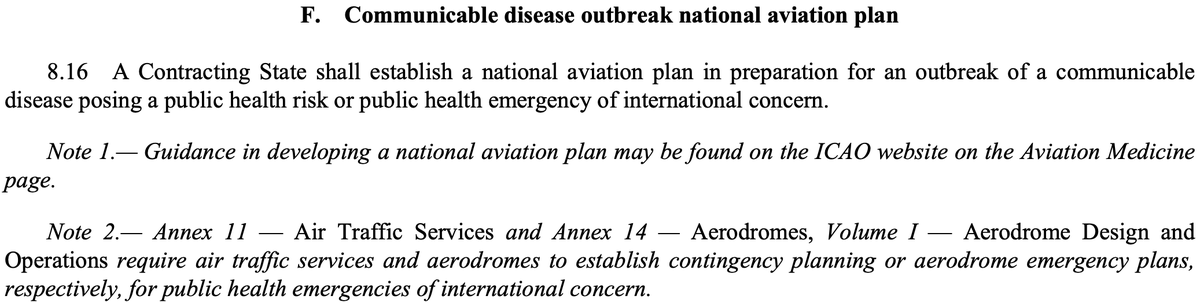 F. Communicable disease outbreak national aviation plan
8.16 A Contracting State shall establish a national aviation plan in preparation for an outbreak of a communicable
disease posing a public health risk or public health emergency of international concern.
Note 1.— Guidance in developing a national aviation plan may be found on the ICAO website on the Aviation Medicine
page.
Note 2.— Annex 11 — Air Traffic Services and Annex 14 — Aerodromes, Volume I — Aerodrome Design and
Operations require air traffic services and aerodromes to establish contingency planning or aerodrome emergency plans,
respectively, for public health emergencies of international concern.